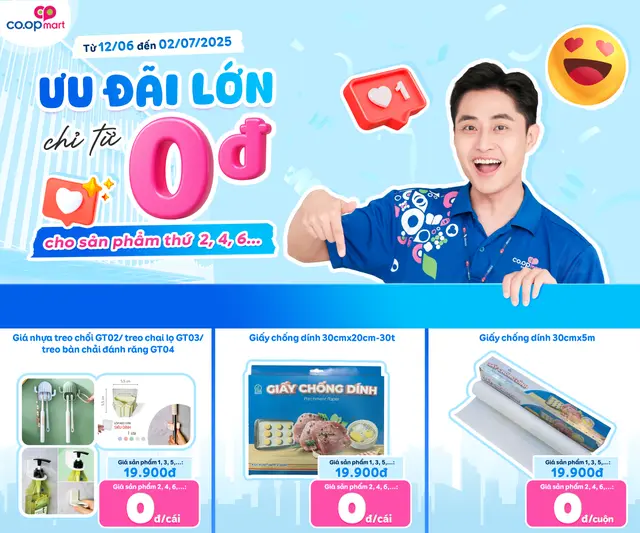 co.opmart
Từ 12/06 đến 02/07/2025
ƯU ĐÃI LỚN
chỉ từ
0đ
1
cho sản phẩm thứ 2, 4, 6...
co.opmart
Giá nhựa treo chổi GT02/ treo chai lọ GT03/
treo bàn chải đánh răng GT04
Giá sản phẩm 1, 3, 5,...:
19.900đ
Giá sản phẩm 2, 4, 6,...:
0đ/cái
Giấy chống dính 30cmx20cm-30t
GIẤY CHỐNG DÍNH
Parchment Paper
Giá sản phẩm 1, 3, 5,...:
19.900đ
Giá sản phẩm 2, 4, 6,...:
0đ/cái
Giấy chống dính 30cmx5m
Giá sản phẩm 1, 3, 5,...:
19.900đ
Giá sản phẩm 2, 4, 6,...:
0đ/cuộn